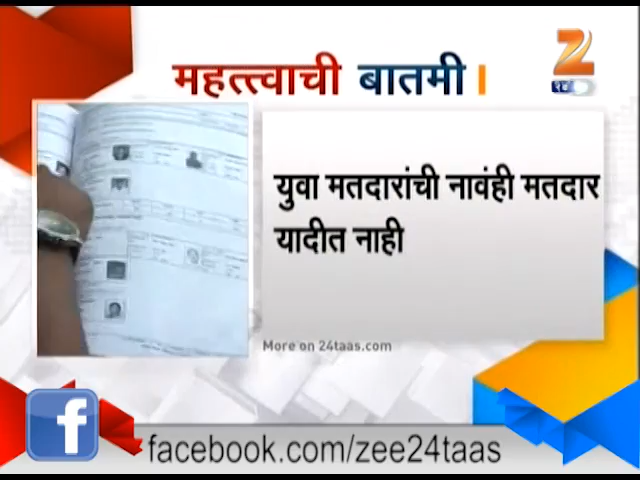 महत्त्वाची बातमी
युवा मतदारांची नावंही मतदार
यादीत नाही
More on 24taas.com
facebook.com/zee24taas